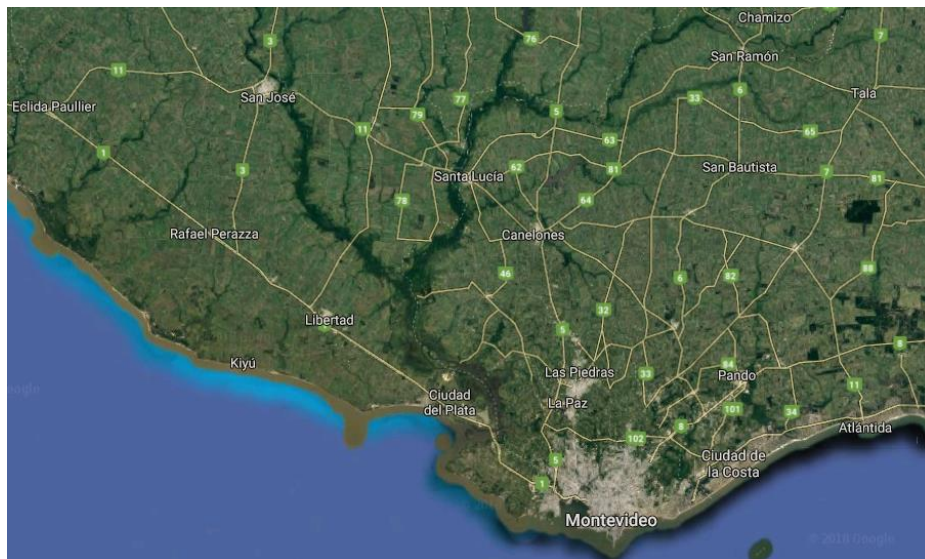 Chamizo
3
76
7
San Ramón
11
6
Eclida Paullier
San José
79
77
33
Tala
5
11
63
65
1
3
Santa Lucía
62
81
San Bautista
7
81
78
64
Rafael Perazza
Canelones
46
6
82
88
32
Libertad
5
8
Kiyú
Las Piedras
33
84
Pando
11
Ciudad
del Plata
La Paz
101
34
8
Atlántida
102
5
Ciudad de
la Costa
1
Montevideo
Google
© 2018 Google